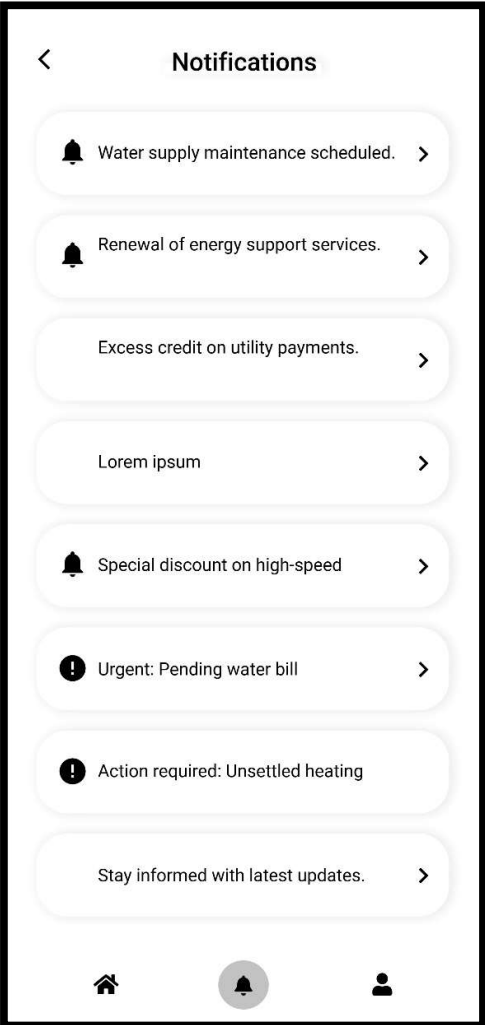 Notifications
Water supply maintenance scheduled.
Renewal of energy support services.
Excess credit on utility payments.
Lorem ipsum
Special discount on high-speed
Urgent: Pending water bill
Action required: Unsettled heating
Stay informed with latest updates.